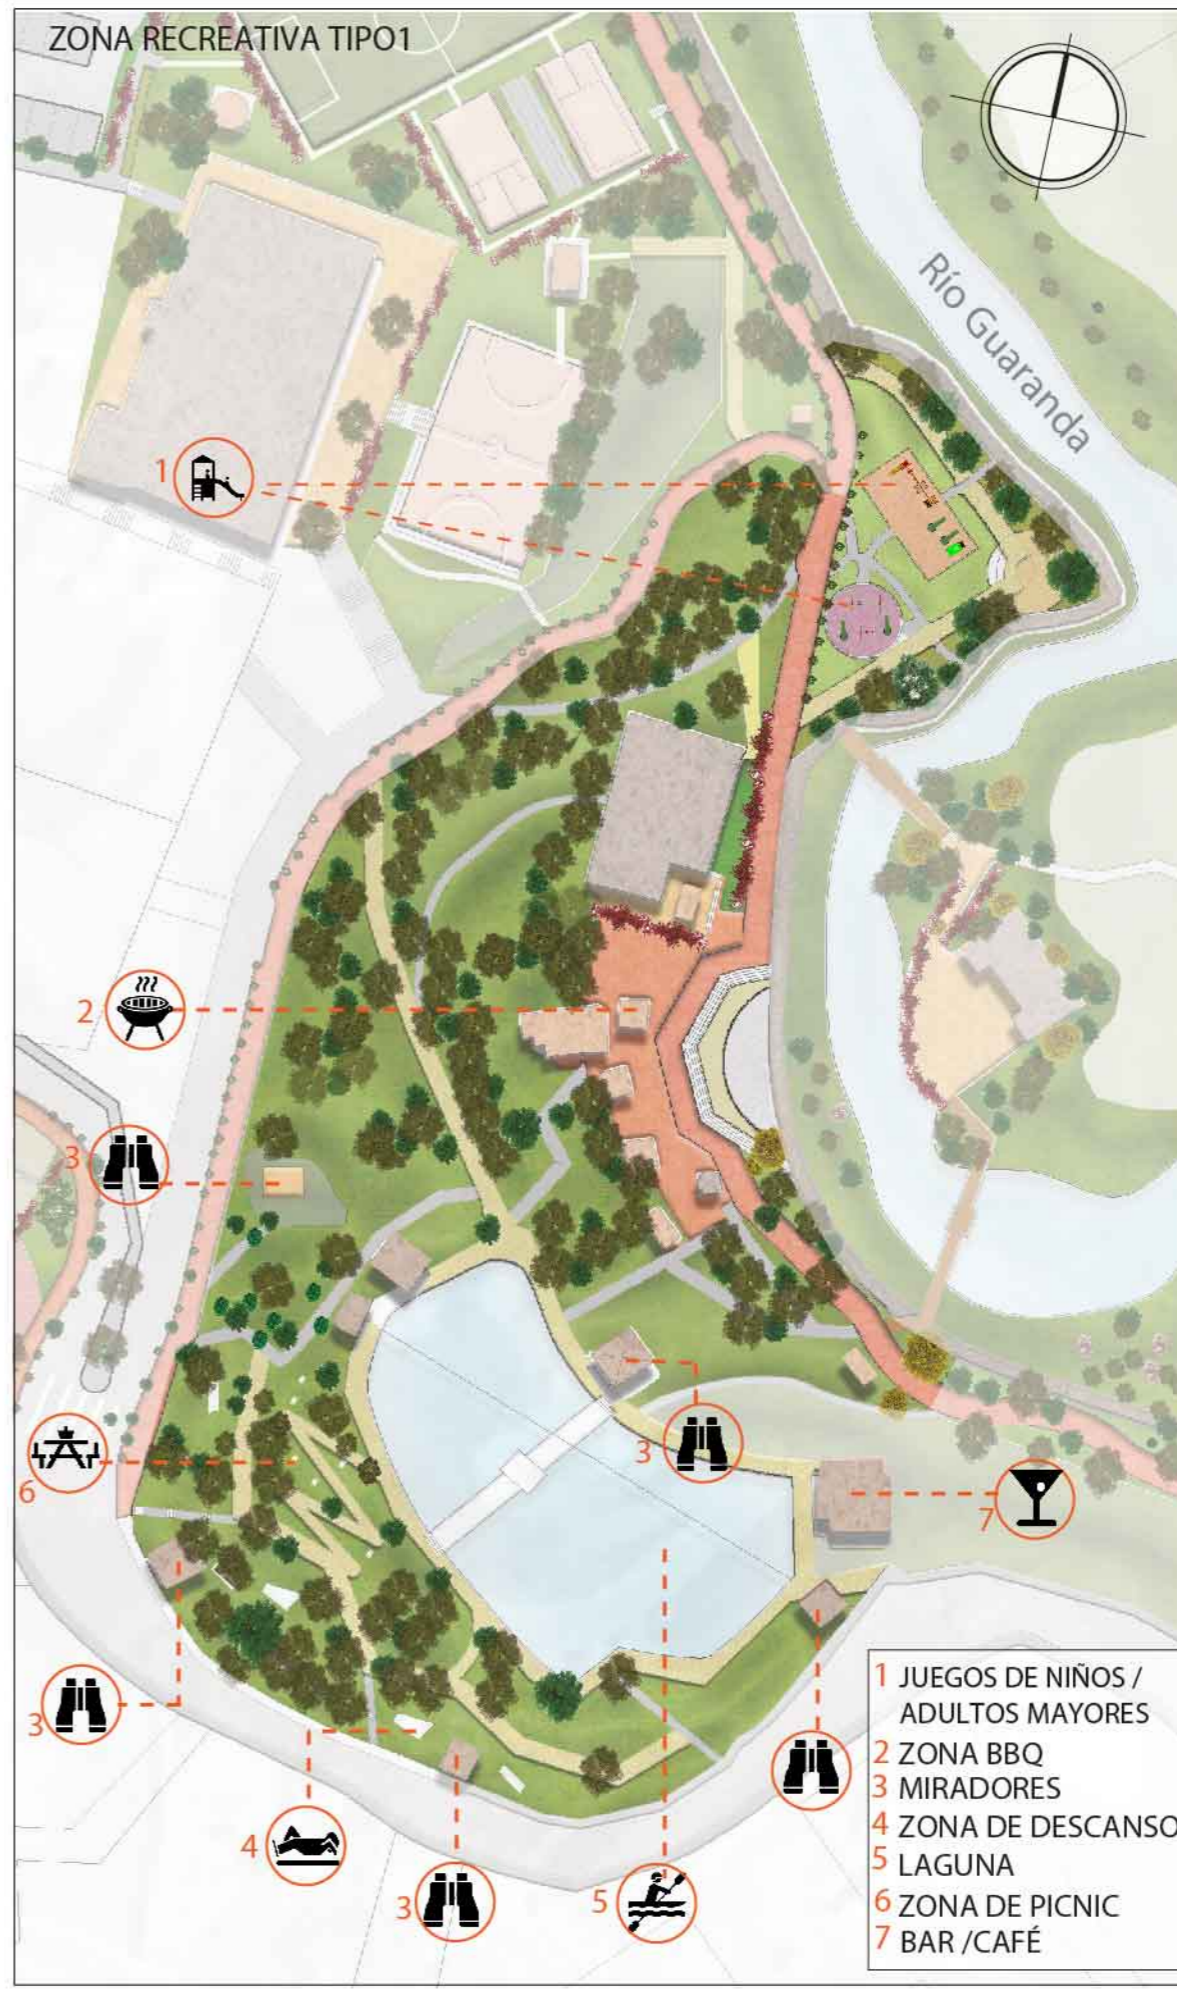 ZONA RECREATIVA TIPO1
Río Guaranda
1
2
3
3
6
7
3
4
3
5
1 JUEGOS DE NIÑOS /
ADULTOS MAYORES
2 ZONA BBQ
3 MIRADORES
4 ZONA DE DESCANSO
5 LAGUNA
6 ZONA DE PICNIC
7 BAR /CAFÉ